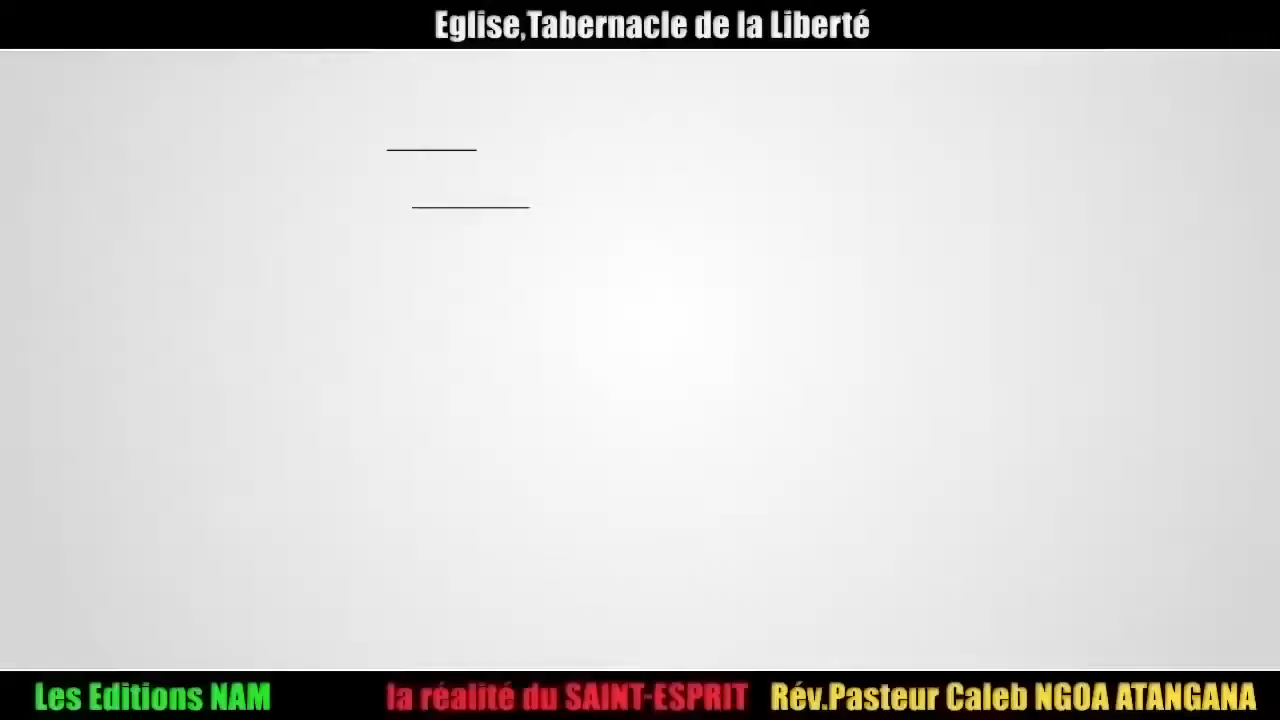 Eglise,Tabernacle de la Liberté
Les Editions NAM la réalité du SAINT-ESPRIT Rév.Pasteur Caleb NGOA ATANGANA